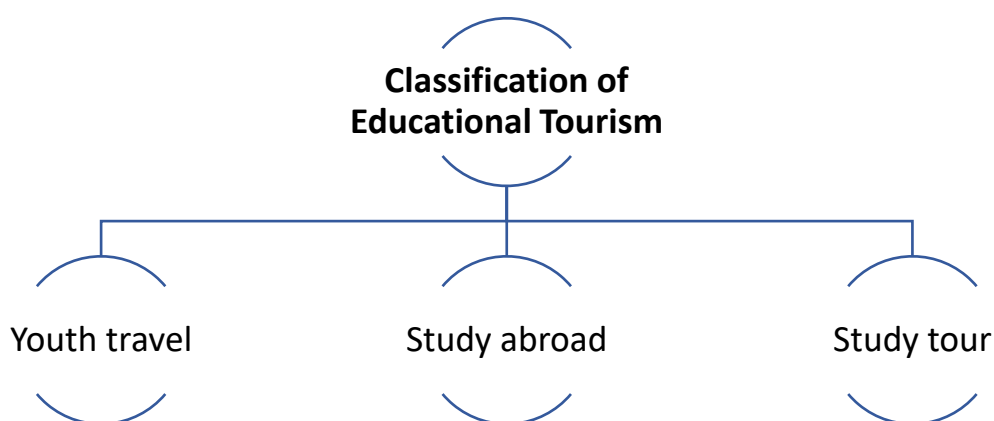 Classification of
Educational Tourism
Youth travel
Study abroad
Study tour